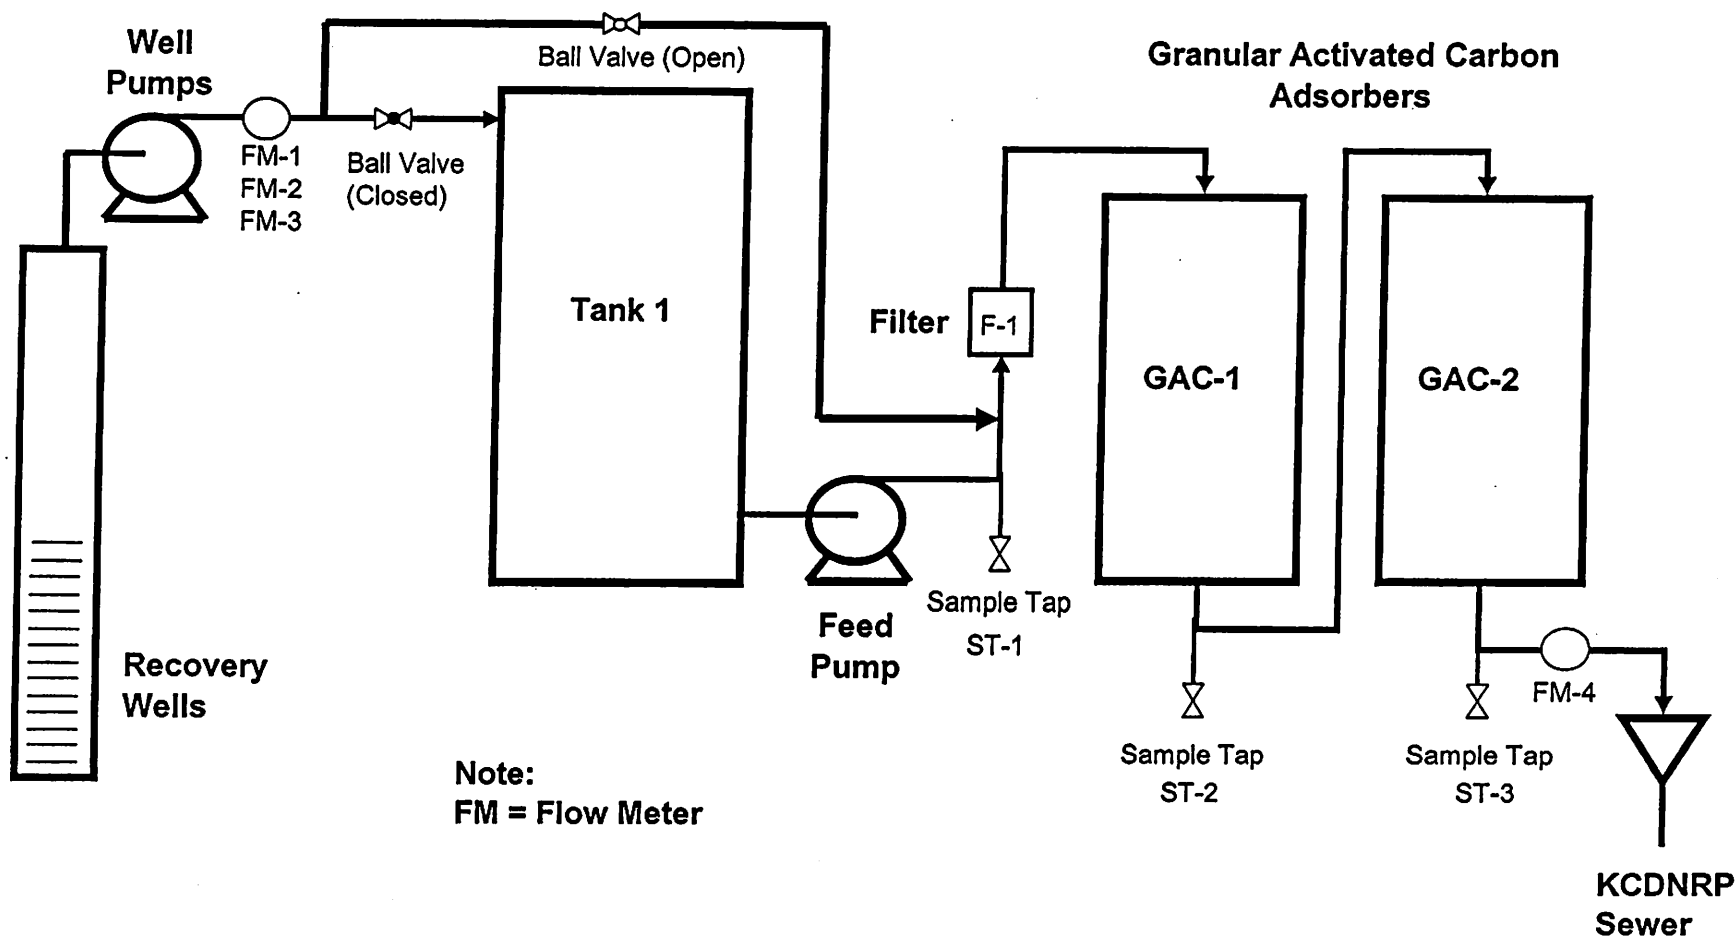 Well
Pumps
Ball Valve (Open)
Granular Activated Carbon
Adsorbers
FM-1
FM-2
FM-3
Ball Valve
(Closed)
Tank 1
Filter
F-1
GAC-1
GAC-2
Sample Tap
ST-1
Feed
Pump
Recovery
Wells
FM-4
Sample Tap
ST-2
Sample Tap
ST-3
Note:
FM = Flow Meter
KCDNRP
Sewer